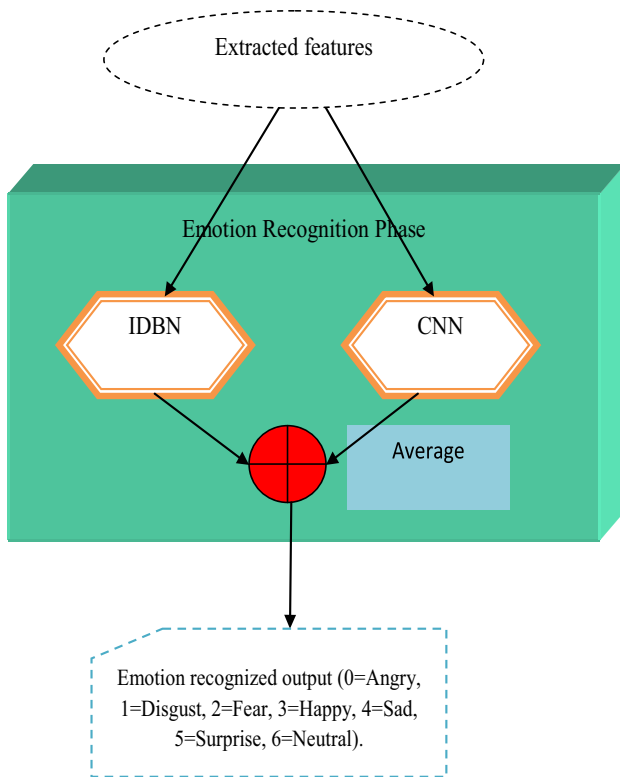 Extracted features
Emotion Recognition Phase
IDBN
CNN
Average
Emotion recognized output (0=Angry,
1=Disgust, 2=Fear, 3=Happy, 4=Sad,
5=Surprise, 6=Neutral).